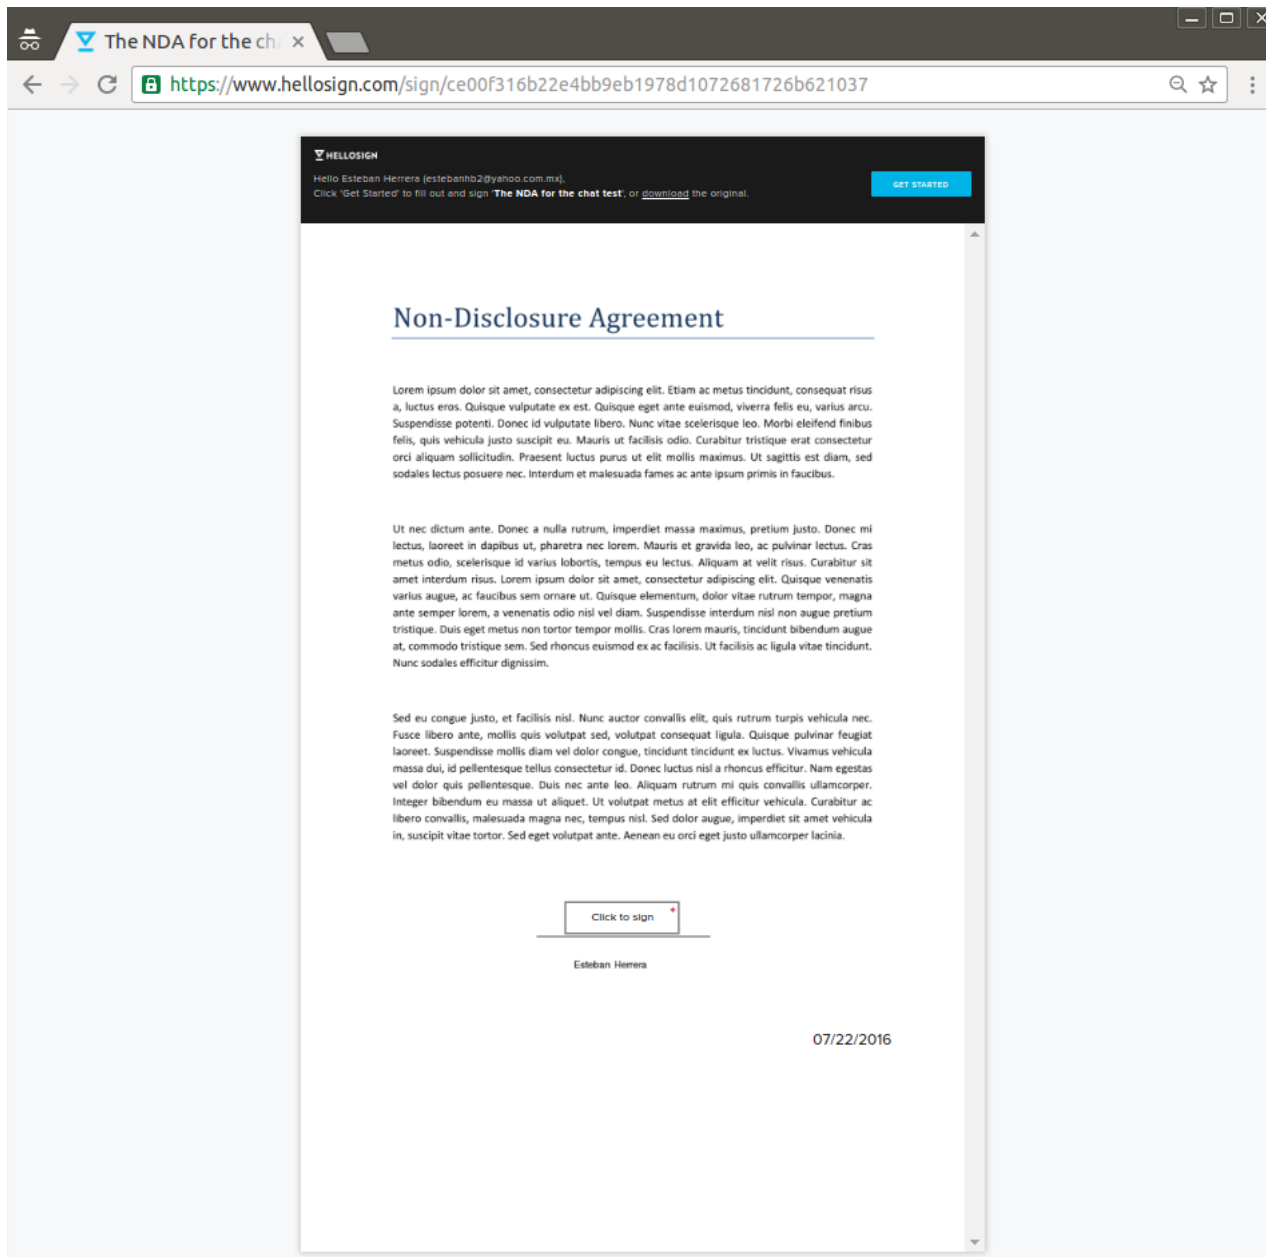 The NDA for the ch
https://www.hellosign.com/sign/ce00f316b22e4bb9eb1978d1072681726b621037
HELLOSIGN
Hello Esteban Herrera (estebanhb2@yahoo.com.mx),
Click 'Get Started' to fill out and sign 'The NDA for the chat test', or download the original.
GET STARTED
Non-Disclosure Agreement
Lorem ipsum dolor sit amet, consectetur adipiscing elit. Etiam ac metus tincidunt, consequat risus
a, luctus eros. Quisque vulputate ex est. Quisque eget ante euismod, viverra felis eu, varius arcu.
Suspendisse potenti. Donec id vulputate libero. Nunc vitae scelerisque leo. Morbi eleifend finibus
felis, quis vehicula justo suscipit eu. Mauris ut facilisis odio. Curabitur tristique erat consectetur
orci aliquam sollicitudin. Praesent luctus purus ut elit mollis maximus. Ut sagittis est diam, sed
sodales lectus posuere nec. Interdum et malesuada fames ac ante ipsum primis in faucibus.
Ut nec dictum ante. Donec a nulla rutrum, imperdiet massa maximus, pretium justo. Donec mi
lectus, laoreet in dapibus ut, pharetra nec lorem. Mauris et gravida leo, ac pulvinar lectus. Cras
metus odio, scelerisque id varius lobortis, tempus eu lectus. Aliquam at velit risus. Curabitur sit
amet interdum risus. Lorem ipsum dolor sit amet, consectetur adipiscing elit. Quisque venenatis
varius augue, ac faucibus sem ornare ut. Quisque elementum, dolor vitae rutrum tempor, magna
ante semper lorem, a venenatis odio nisl vel diam. Suspendisse interdum nisl non augue pretium
tristique. Duis eget metus non tortor tempor mollis. Cras lorem mauris, tincidunt bibendum augue
at, commodo tristique sem. Sed rhoncus euismod ex ac facilisis. Ut facilisis ac ligula vitae tincidunt.
Nunc sodales efficitur dignissim.
Sed eu congue justo, et facilisis nisl. Nunc auctor convallis elit, quis rutrum turpis vehicula nec.
Fusce libero ante, mollis quis volutpat sed, volutpat consequat ligula. Quisque pulvinar feugiat
laoreet. Suspendisse mollis diam vel dolor congue, tincidunt tincidunt ex luctus. Vivamus vehicula
massa dui, id pellentesque tellus consectetur id. Donec luctus nisl a rhoncus efficitur. Nam egestas
vel dolor quis pellentesque. Duis nec ante leo. Aliquam rutrum mi quis convallis ullamcorper.
Integer bibendum eu massa ut aliquet. Ut volutpat metus at elit efficitur vehicula. Curabitur ac
libero convallis, malesuada magna nec, tempus nisl. Sed dolor augue, imperdiet sit amet vehicula
in, suscipit vitae tortor. Sed eget volutpat ante. Aenean eu orci eget justo ullamcorper lacinia.
Click to sign *
Esteban Herrera
07/22/2016